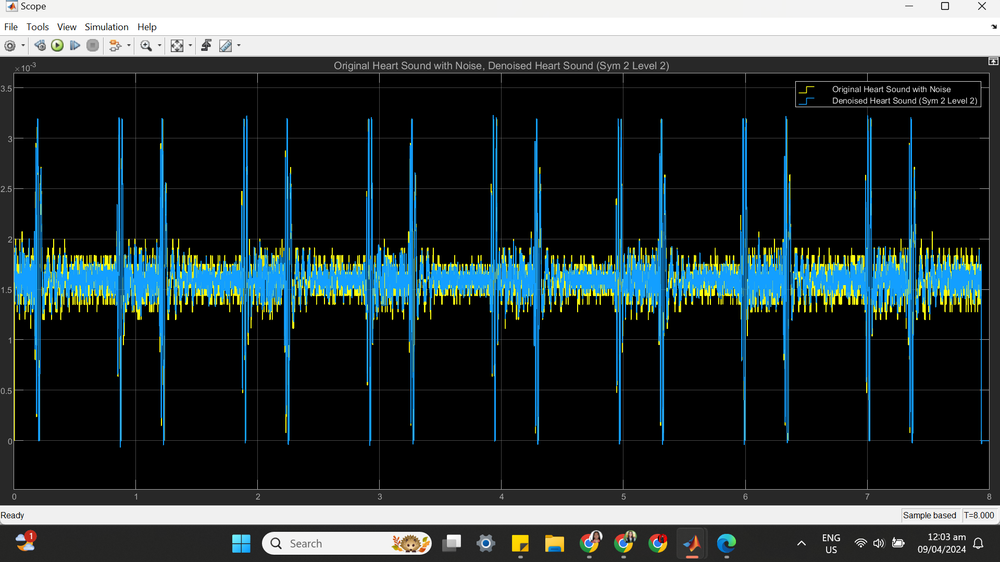 Scope
File Tools View Simulation Help
×10-3
Original Heart Sound with Noise, Denoised Heart Sound (Sym 2 Level 2)
Original Heart Sound with Noise
Denoised Heart Sound (Sym 2 Level 2)
3.5
3
2.5
2
1.5
1
0.5
0
0 1 2 3 4 5 6 7 8
Ready
Sample based T=8.000
1
Search
ENG
US
12:03 am
09/04/2024